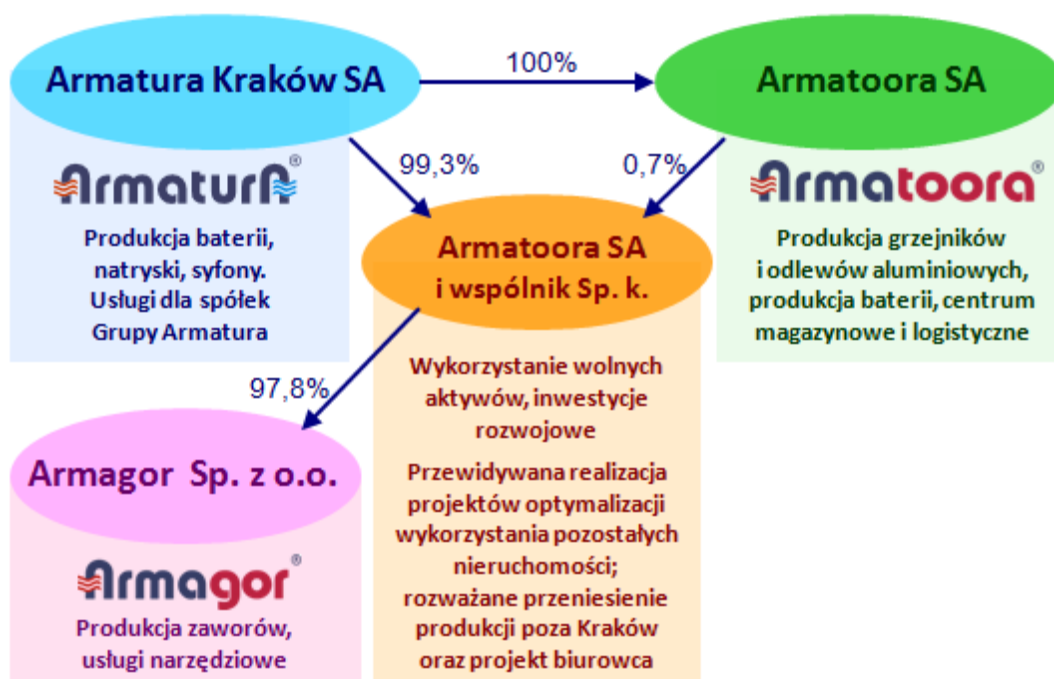 Armatura Kraków SA
100%
Armatoora SA
99,3%
0,7%
Armatura®
Produkcja baterii,
natryski, syfony.
Usługi dla spółek
Grupy Armatura
Armatoora SA
i wspólnik Sp. k.
Armatoora®
Produkcja grzejników
i odlewów aluminiowych,
produkcja baterii, centrum
magazynowe i logistyczne
97,8%
Wykorzystanie wolnych
aktywów, inwestycje
rozwojowe
Przewidywana realizacja
projektów optymalizacji
wykorzystania pozostałych
nieruchomości;
rozważane przeniesienie
produkcji poza Kraków
oraz projekt biurowca
Armagor Sp. z o.o.
Armagor®
Produkcja zaworów,
usługi narzędziowe